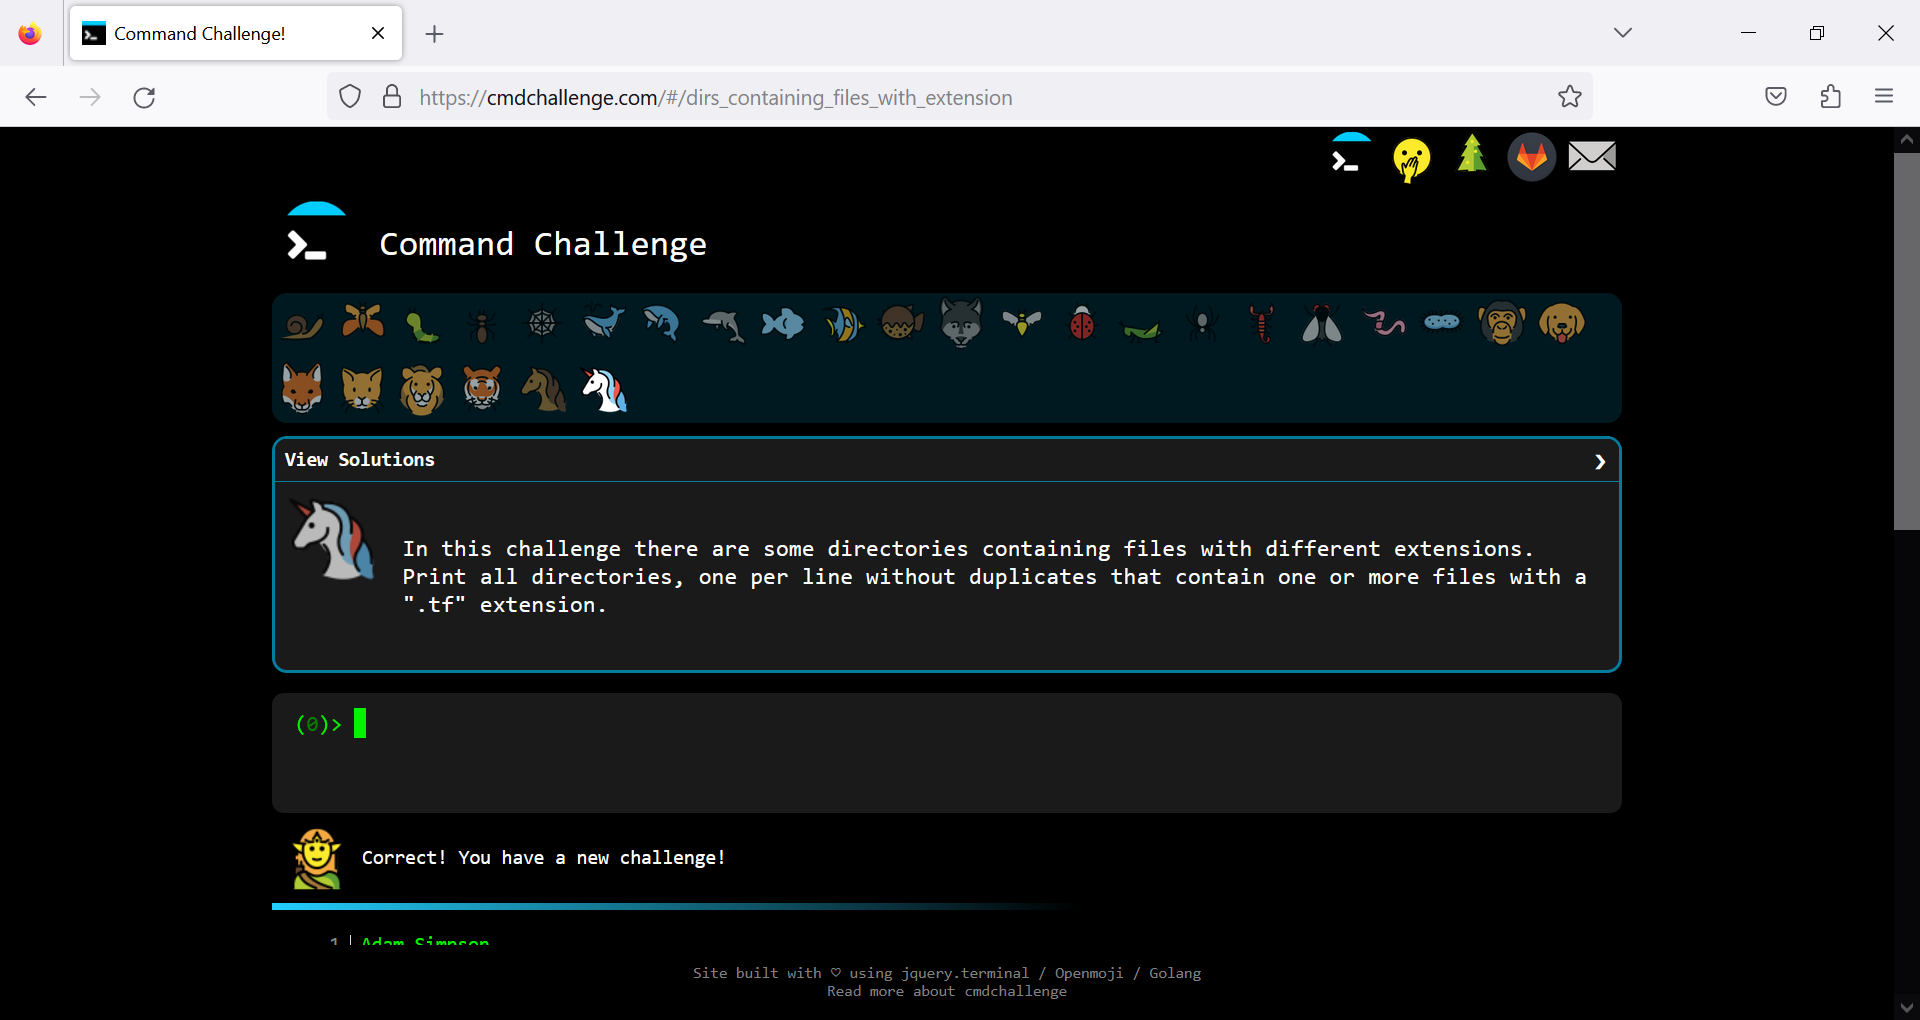 Command Challenge!
https://cmdchallenge.com/#/dirs_containing_files_with_extension
Command Challenge
View Solutions
In this challenge there are some directories containing files with different extensions.
Print all directories, one per line without duplicates that contain one or more files with a
".tf" extension.
(0)>
Correct! You have a new challenge!
1 Adam Simpson
Site built with ♡ using jquery.terminal / Openmoji / Golang
Read more about cmdchallenge